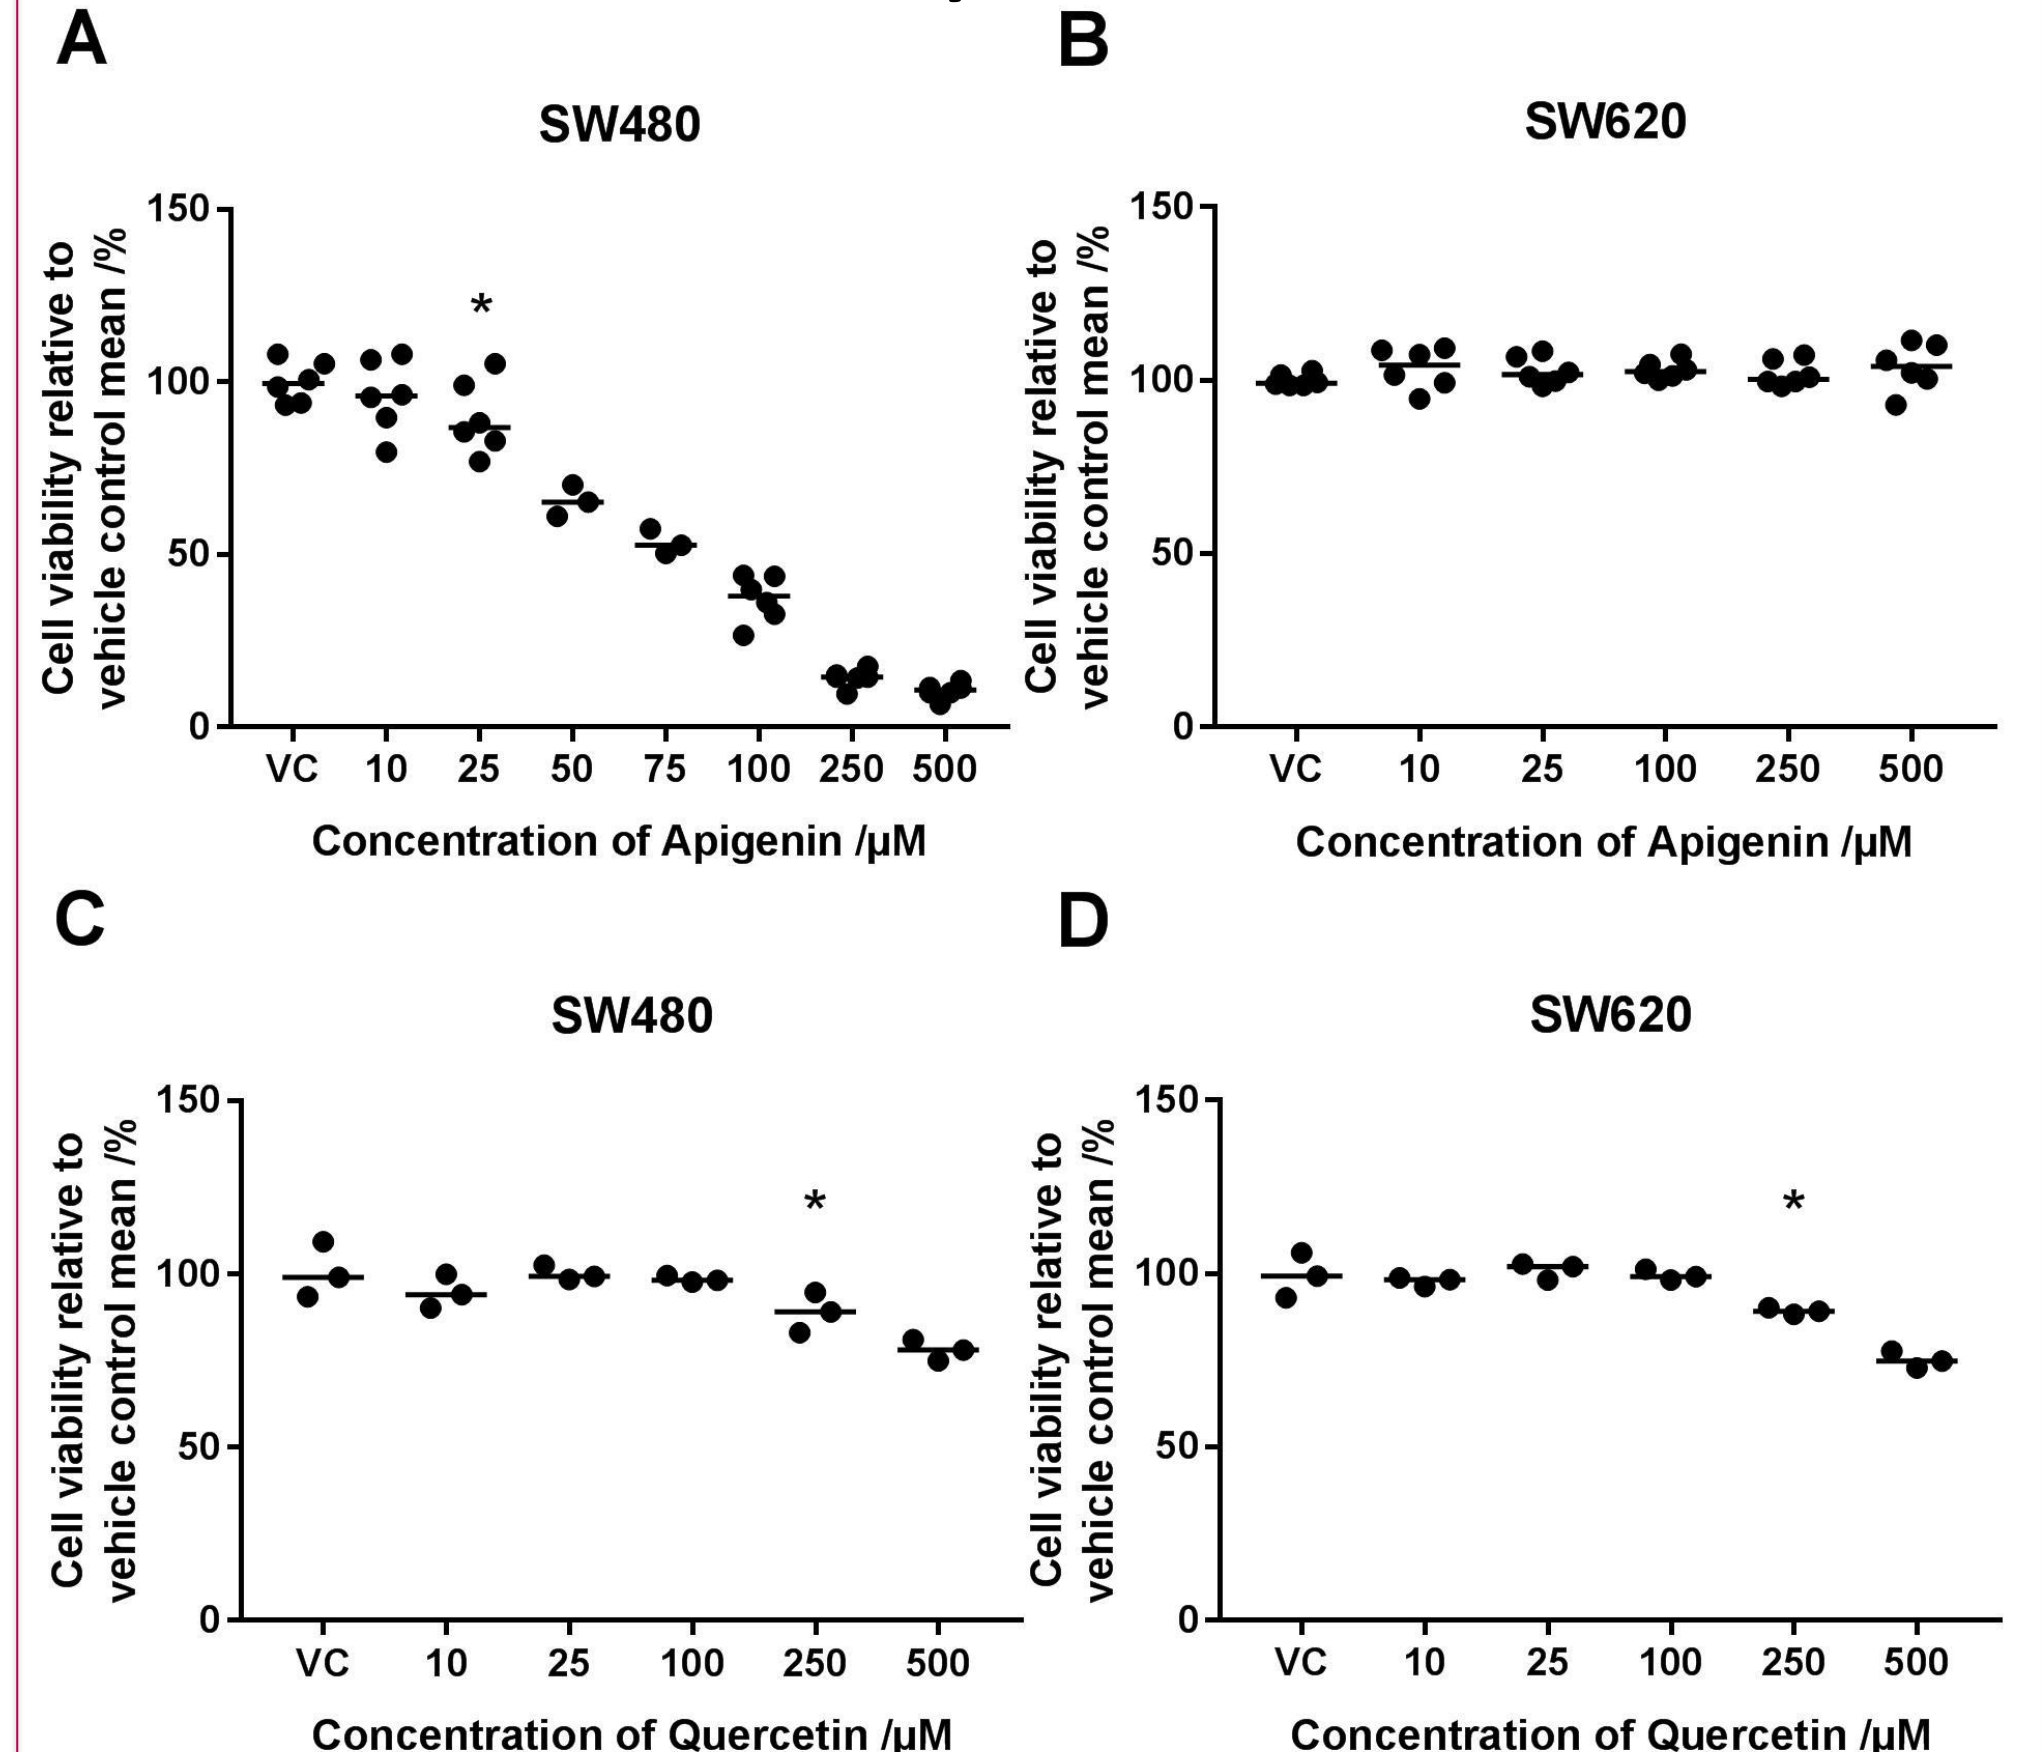 A
SW480
150
100
50
0
Cell viability relative to
vehicle control mean /%
*
VC 10 25 50 75 100 250 500
Concentration of Apigenin /µM
B
SW620
150
100
50
0
Cell viability relative to
vehicle control mean /%
VC 10 25 100 250 500
Concentration of Apigenin /µM
C
SW480
150
100
50
0
Cell viability relative to
vehicle control mean /%
*
VC 10 25 100 250 500
Concentration of Quercetin /µM
D
SW620
150
100
50
0
Cell viability relative to
vehicle control mean /%
*
VC 10 25 100 250 500
Concentration of Quercetin /µM